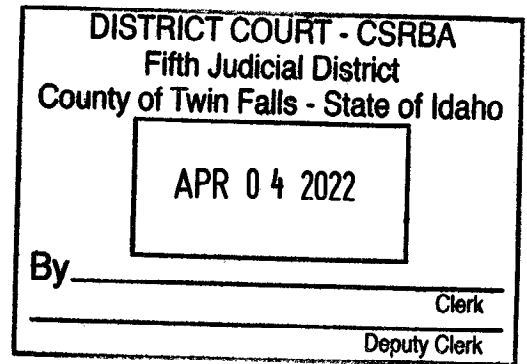 DISTRICT COURT - CSRBA
Fifth Judicial District
County of Twin Falls - State of Idaho
APR 04 2022
By
Clerk
Deputy Clerk